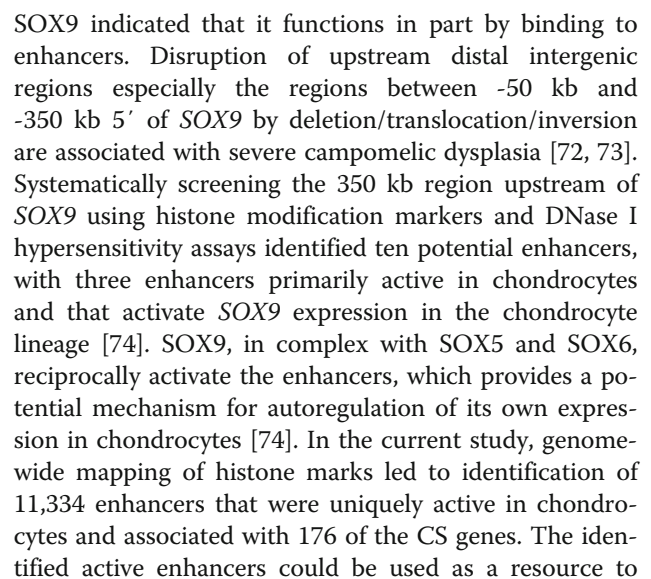 SOX9 indicated that it functions in part by binding to
enhancers. Disruption of upstream distal intergenic
regions especially the regions between -50 kb and
-350 kb 5′ of SOX9 by deletion/translocation/inversion
are associated with severe campomelic dysplasia [72, 73].
Systematically screening the 350 kb region upstream of
SOX9 using histone modification markers and DNase I
hypersensitivity assays identified ten potential enhancers,
with three enhancers primarily active in chondrocytes
and that activate SOX9 expression in the chondrocyte
lineage [74]. SOX9, in complex with SOX5 and SOX6,
reciprocally activate the enhancers, which provides a po-
tential mechanism for autoregulation of its own expres-
sion in chondrocytes [74]. In the current study, genome-
wide mapping of histone marks led to identification of
11,334 enhancers that were uniquely active in chondro-
cytes and associated with 176 of the CS genes. The iden-
tified active enhancers could be used as a resource to